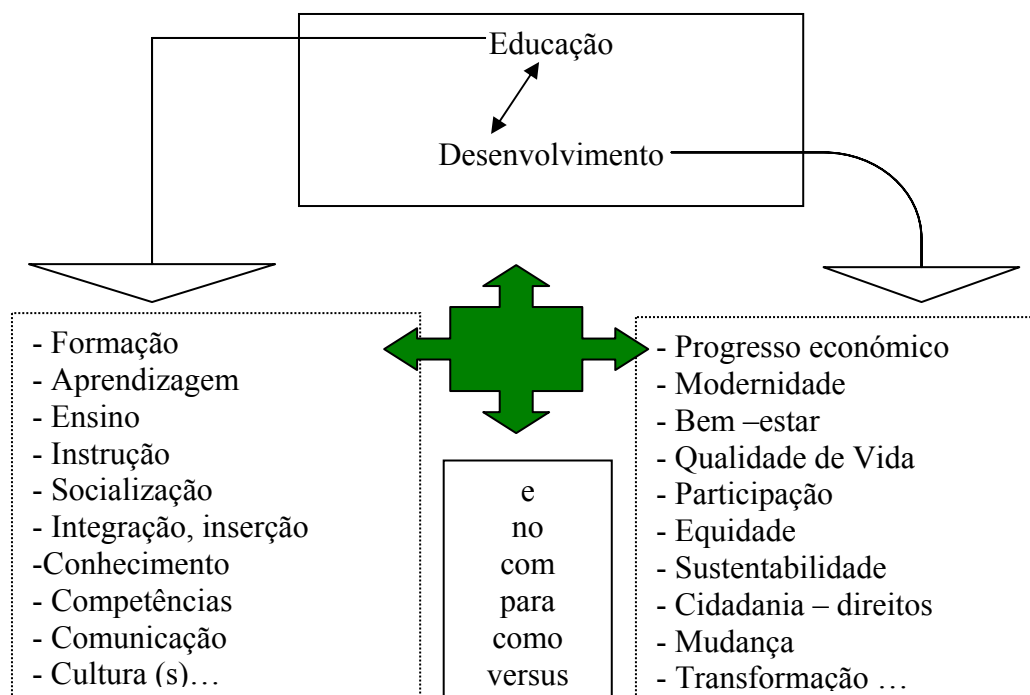 Educação
Desenvolvimento
- Formação
- Aprendizagem
- Ensino
- Instrução
- Socialização
- Integração, inserção
-Conhecimento
- Competências
- Comunicação
- Cultura (s)…
e
no
com
para
como
versus
- Progresso económico
- Modernidade
- Bem –estar
- Qualidade de Vida
- Participação
- Equidade
- Sustentabilidade
- Cidadania – direitos
- Mudança
- Transformação …